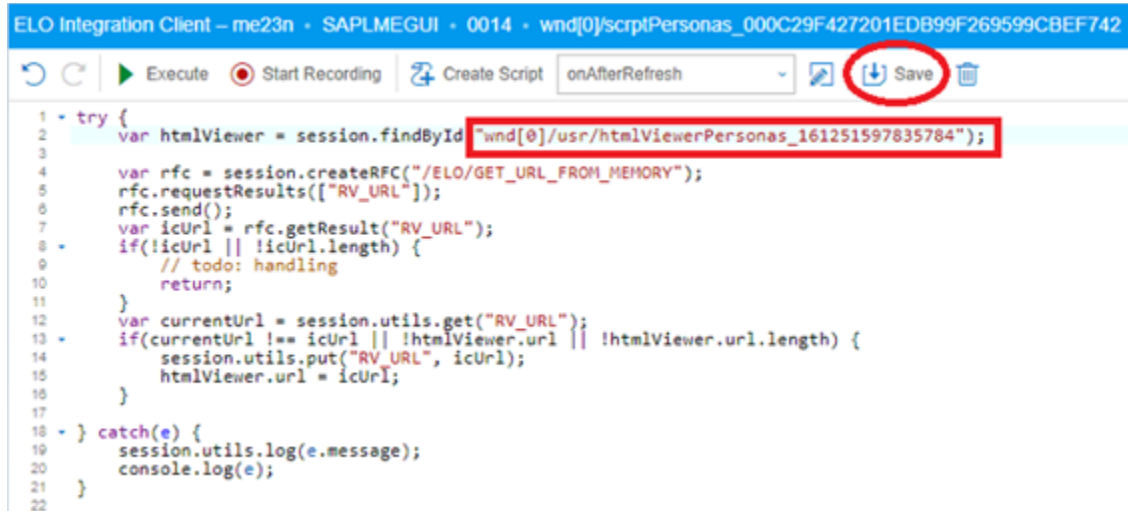 ELO Integration Client – me23n • SAPLMEGUI • 0014 • wnd[0]/scrptPersonas_000C29F427201EDB99F269599CBEF742
Execute Start Recording Create Script onAfterRefresh Save
1 try {
2 var htmlViewer = session.findById "wnd[0]/usr/htmlViewerPersonas_161251597835784");
3
4 var rfc = session.createRFC("/ELO/GET_URL_FROM_MEMORY");
5 rfc.requestResults(["RV_URL"]);
6 rfc.send();
7 var icUrl = rfc.getResult("RV_URL");
8 if(!icUrl || !icUrl.length) {
9 // todo: handling
10 return;
11 }
12 var currentUrl = session.utils.get("RV_URL");
13 if(currentUrl !== icUrl || !htmlViewer.url || !htmlViewer.url.length) {
14 session.utils.put("RV_URL", icUrl);
15 htmlViewer.url = icUrl;
16 }
17
18 } catch(e) {
19 session.utils.log(e.message);
20 console.log(e);
21 }
22